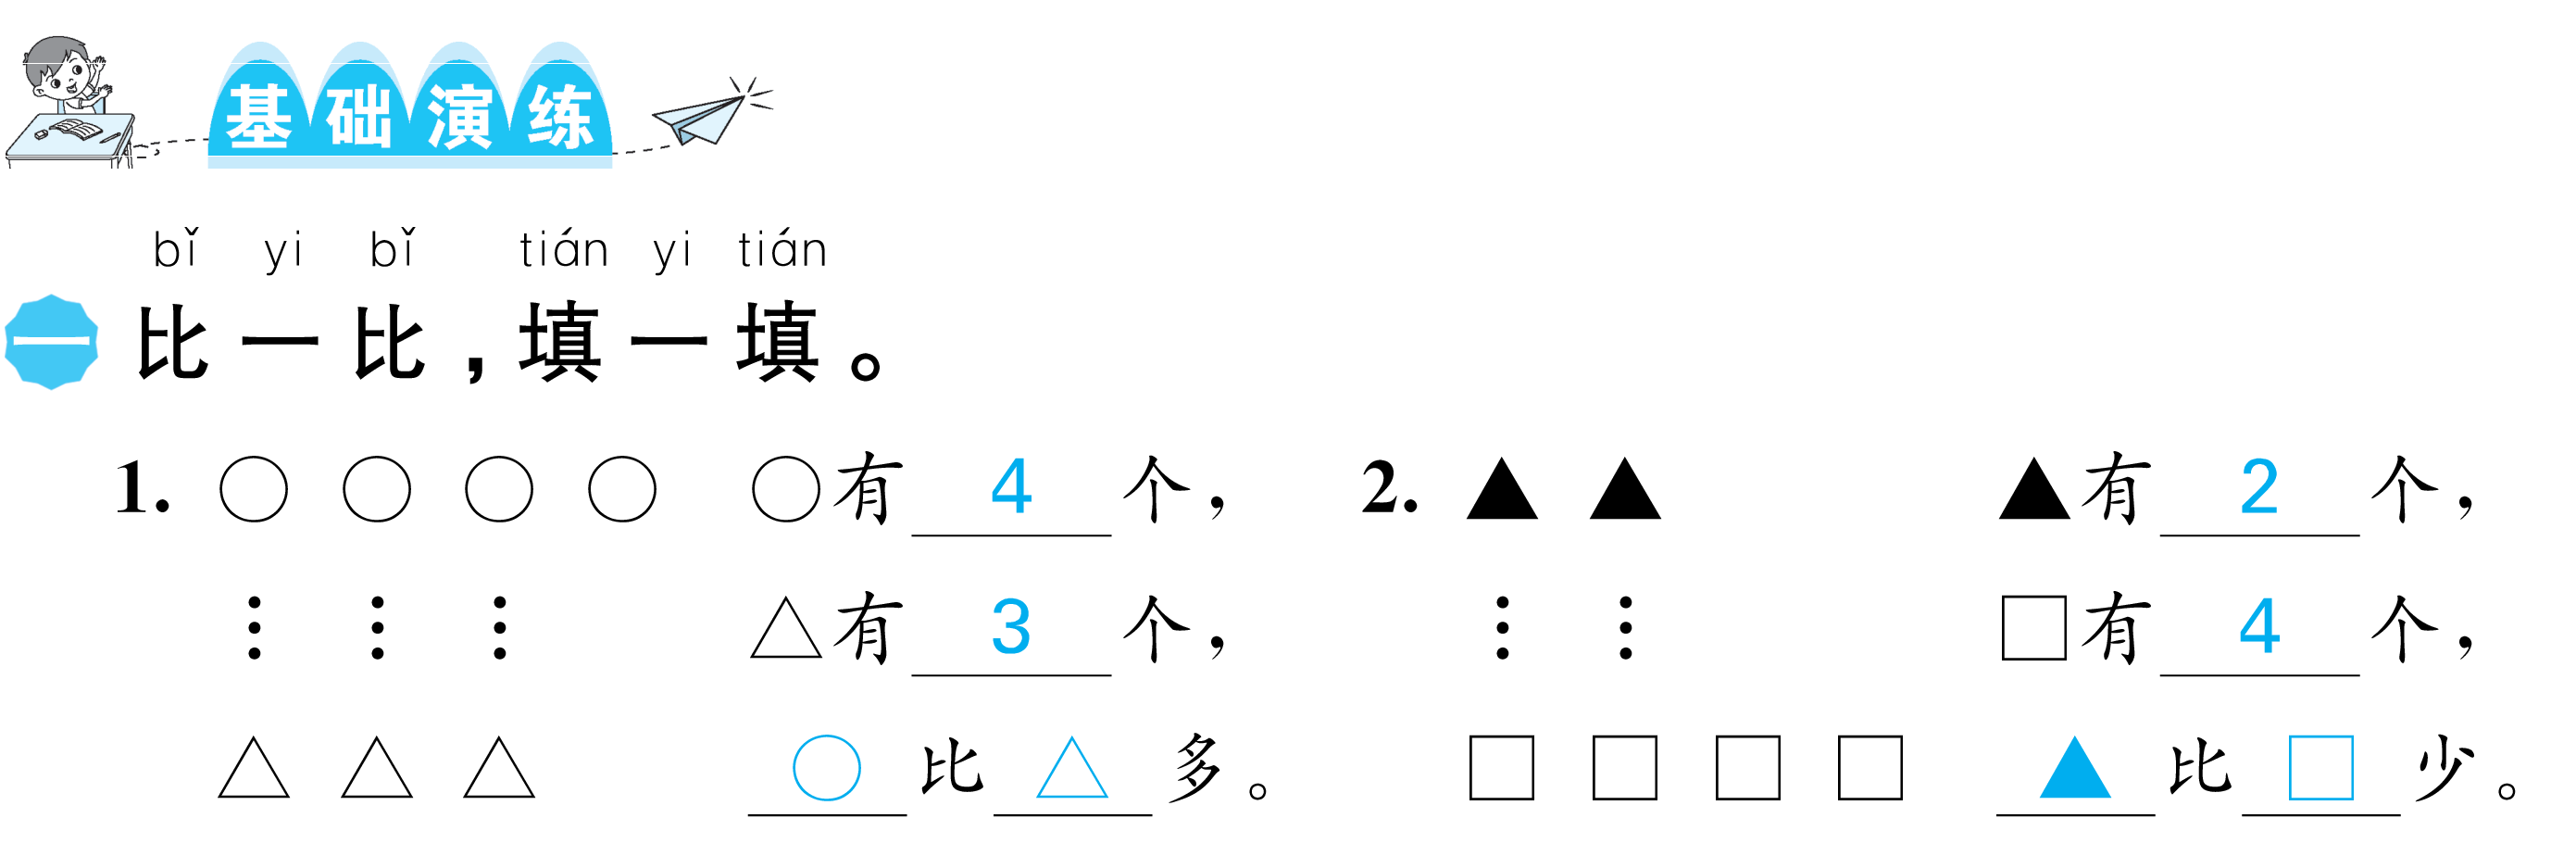 基础演练
bǐ yi bǐ tián yi tián
一 比一比,填一填。
1. ○ ○ ○ ○ ○有 4 个, 2. ▲ ▲ ▲有 2 个,
⋮ ⋮ ⋮ △有 3 个, ⋮ ⋮ □有 4 个,
△ △ △ ○ 比 △ 多。 □ □ □ □ ▲ 比 □ 少。